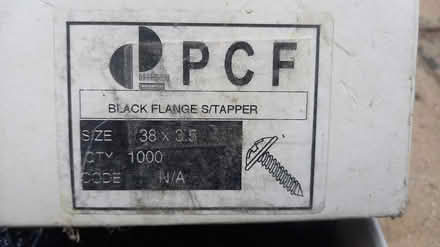 PCF
BLACK FLANGE S/TAPPER
SIZE 38 x 3.5
QTY 1000
CODE N/A